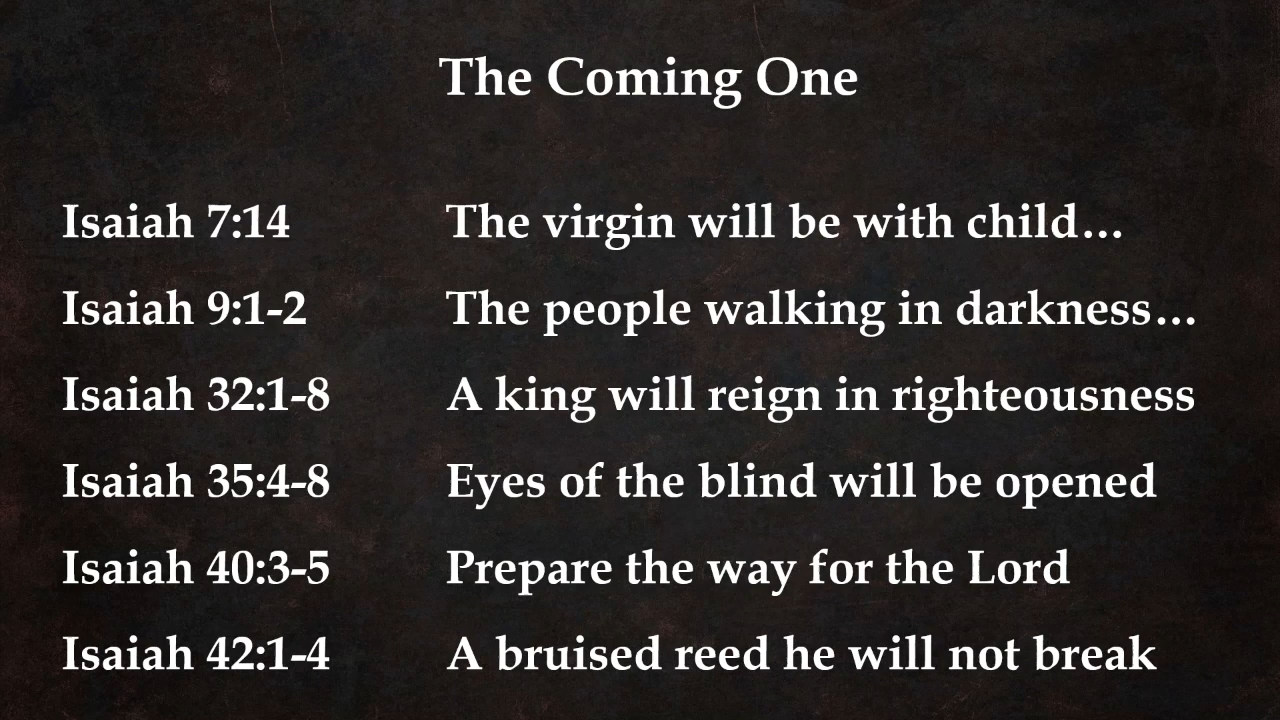 The Coming One
Isaiah 7:14 The virgin will be with child…
Isaiah 9:1-2 The people walking in darkness…
Isaiah 32:1-8 A king will reign in righteousness
Isaiah 35:4-8 Eyes of the blind will be opened
Isaiah 40:3-5 Prepare the way for the Lord
Isaiah 42:1-4 A bruised reed he will not break